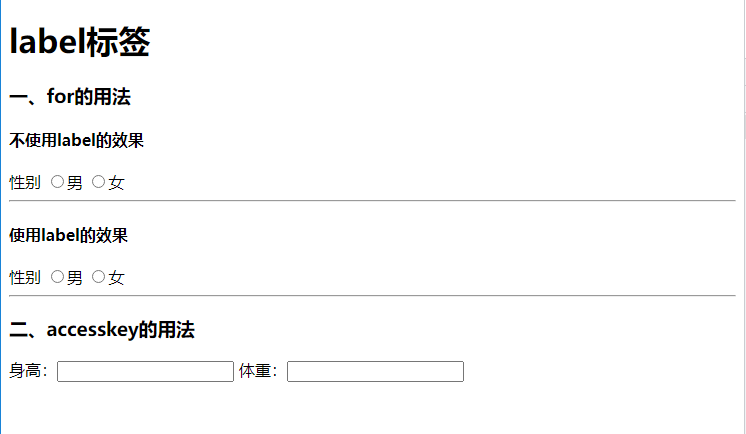 label标签
一、for的用法
不使用label的效果
性别 男 女
使用label的效果
性别 男 女
二、accesskey的用法
身高： 体重：